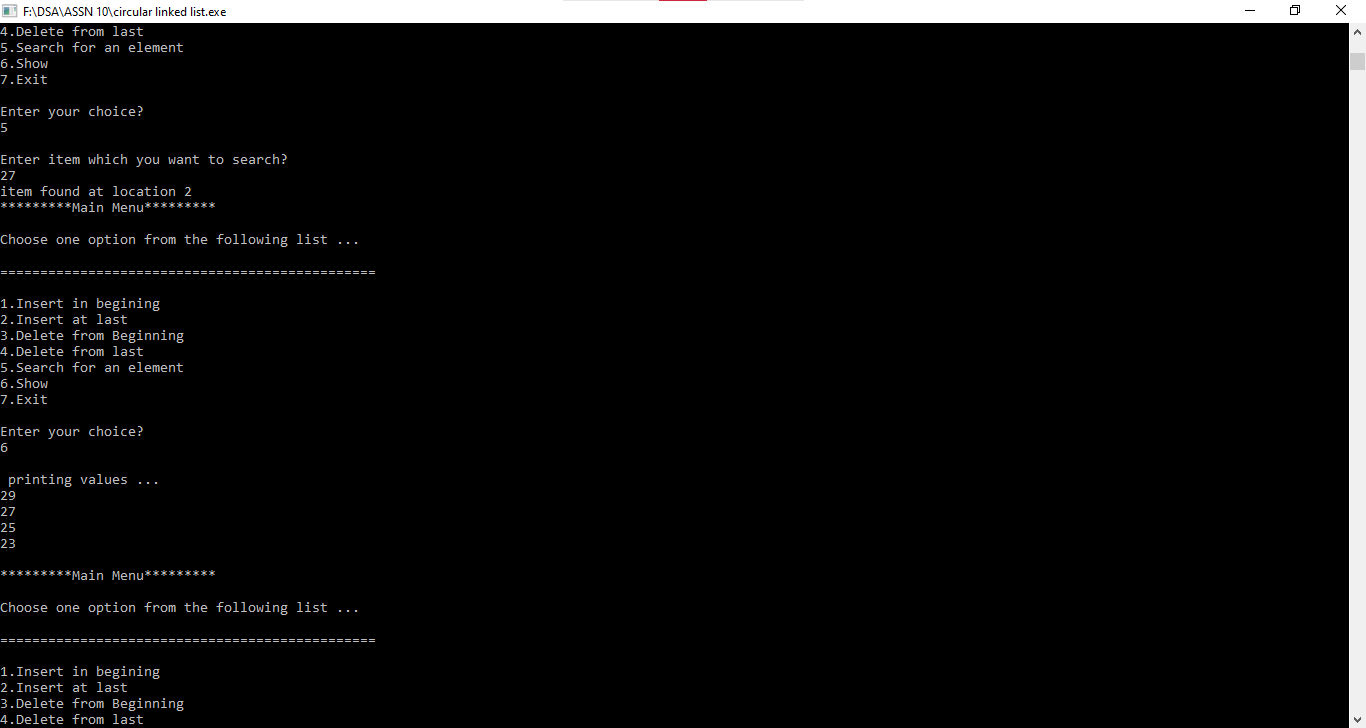 F:\DSA\ASSN 10\circular linked list.exe
4.Delete from last
5.Search for an element
6.Show
7.Exit
Enter your choice?
5
Enter item which you want to search?
27
item found at location 2
*********Main Menu*********
Choose one option from the following list ...
===============================================
1.Insert in begining
2.Insert at last
3.Delete from Beginning
4.Delete from last
5.Search for an element
6.Show
7.Exit
Enter your choice?
6
printing values ...
29
27
25
23
*********Main Menu*********
Choose one option from the following list ...
===============================================
1.Insert in begining
2.Insert at last
3.Delete from Beginning
4.Delete from last